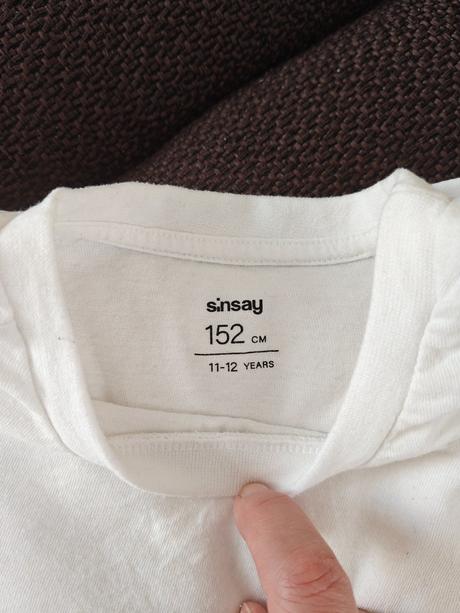 sinsay
152 CM
11-12 YEARS